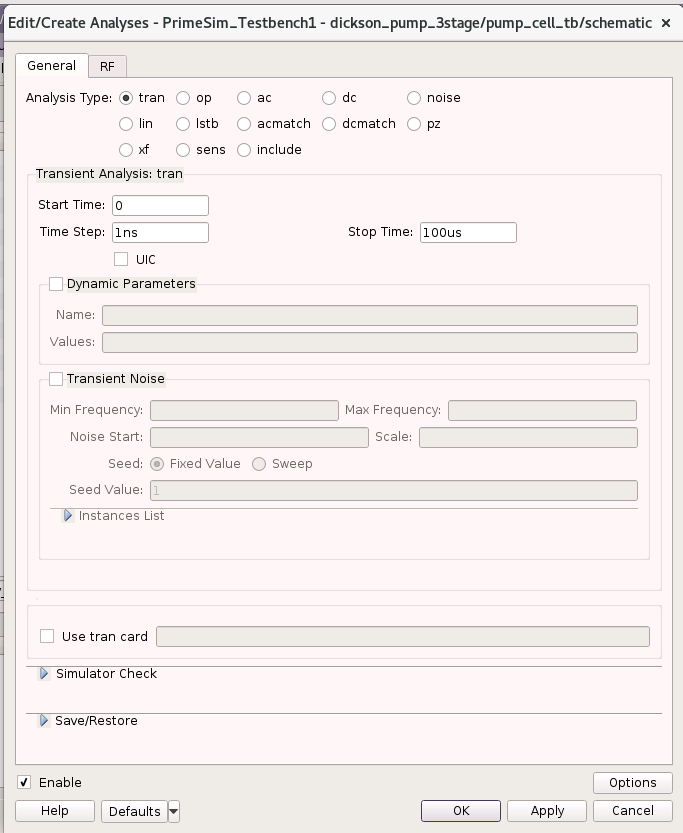 Edit/Create Analyses - PrimeSim_Testbench1 - dickson_pump_3stage/pump_cell_tb/schematic ×
General RF
Analysis Type: tran op ac dc noise
lin lstb acmatch dcmatch pz
xf sens include
Transient Analysis: tran
Start Time: 0
Time Step: 1ns Stop Time: 100us
UIC
Dynamic Parameters
Name:
Values:
Transient Noise
Min Frequency: Max Frequency:
Noise Start: Scale:
Seed: Fixed Value Sweep
Seed Value: 1
Instances List
Use tran card
Simulator Check
Save/Restore
Enable Options
Help Defaults OK Apply Cancel